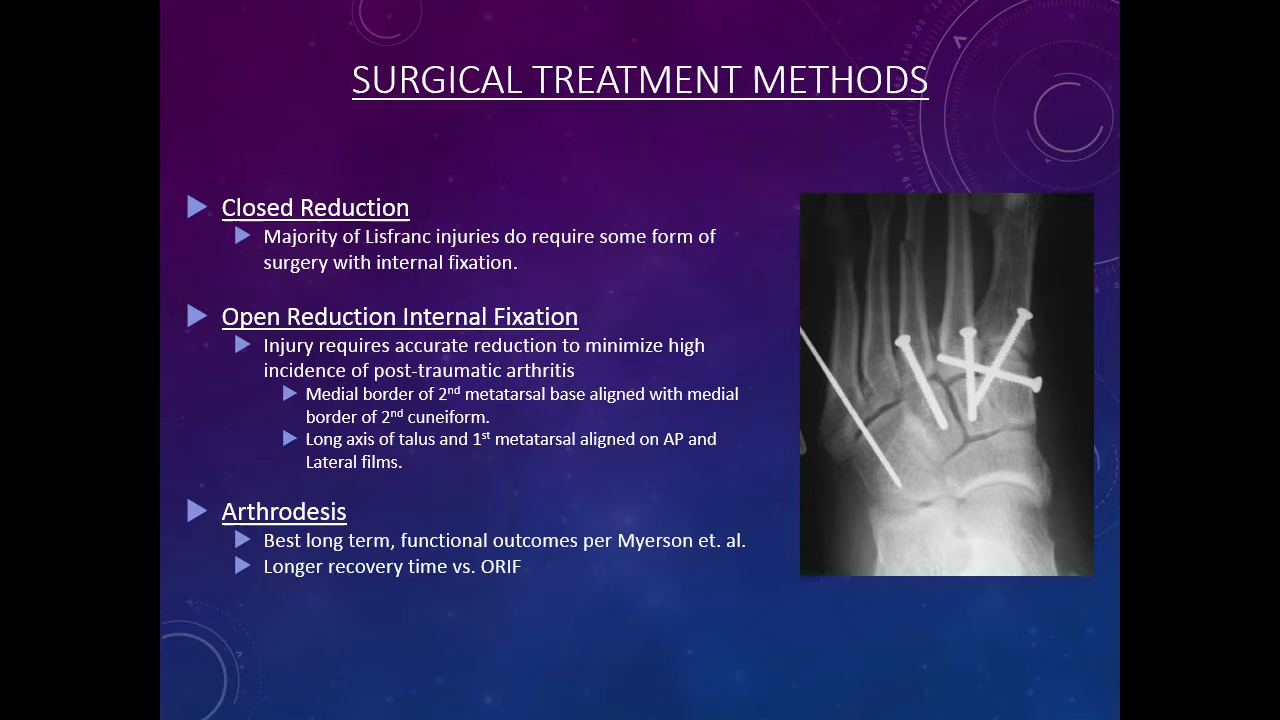 SURGICAL TREATMENT METHODS
Closed Reduction
Majority of Lisfranc injuries do require some form of
surgery with internal fixation.
Open Reduction Internal Fixation
Injury requires accurate reduction to minimize high
incidence of post-traumatic arthritis
Medial border of 2nd metatarsal base aligned with medial
border of 2nd cuneiform.
Long axis of talus and 1st metatarsal aligned on AP and
Lateral films.
Arthrodesis
Best long term, functional outcomes per Myerson et. al.
Longer recovery time vs. ORIF